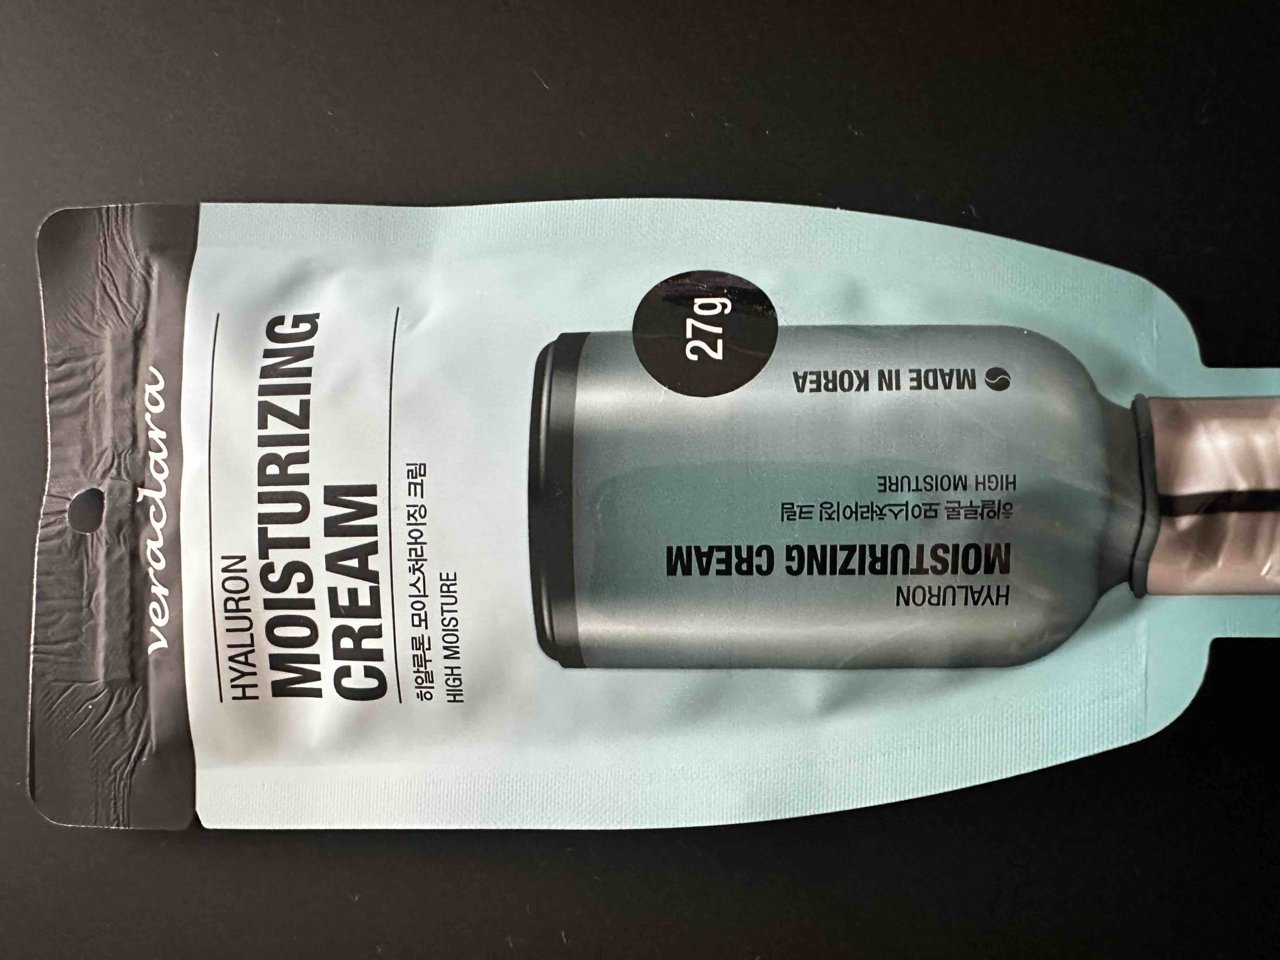 veraclara
HYALURON
MOISTURIZING
CREAM
히알루론 모이스처라이징 크림
HIGH MOISTURE
27g
HYALURON
MOISTURIZING CREAM
히알루론 모이스처라이징 크림
HIGH MOISTURE
MADE IN KOREA